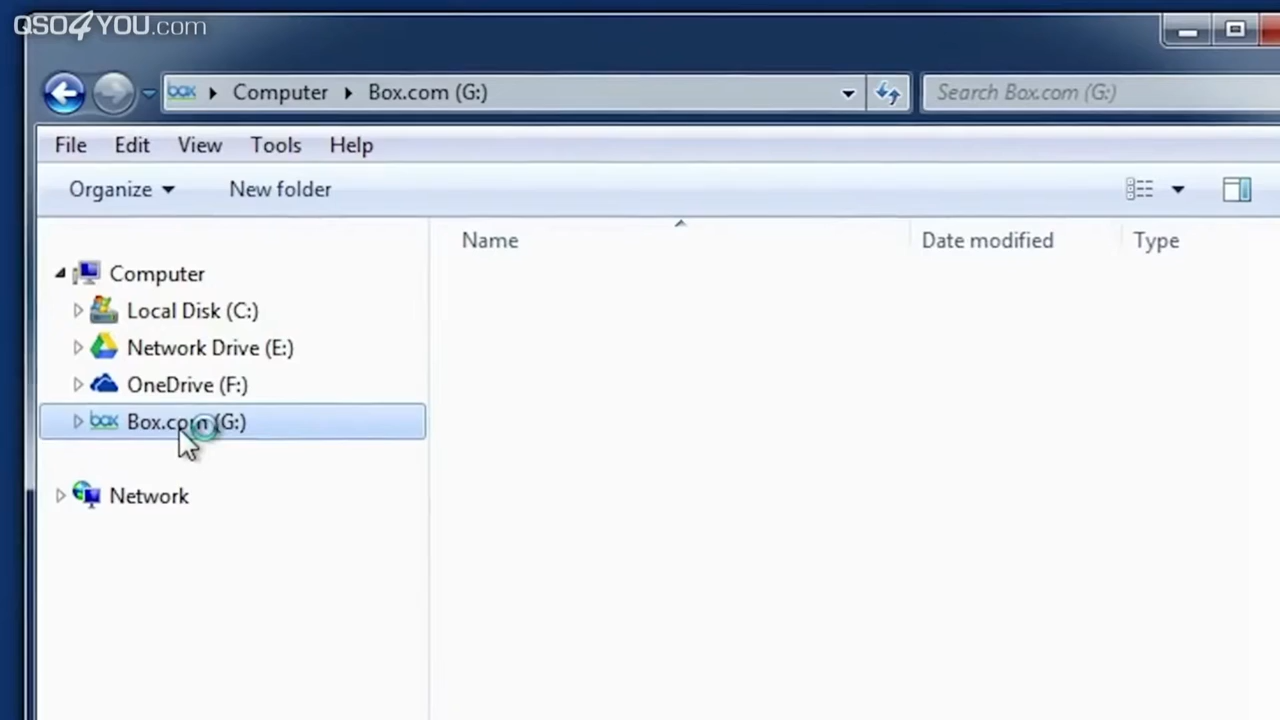 QSO4YOU.com
box Computer Box.com (G:) Search Box.com (G:)
File Edit View Tools Help
Organize New folder
Name Date modified Type
Computer
Local Disk (C:)
Network Drive (E:)
OneDrive (F:)
box Box.com (G:)
Network